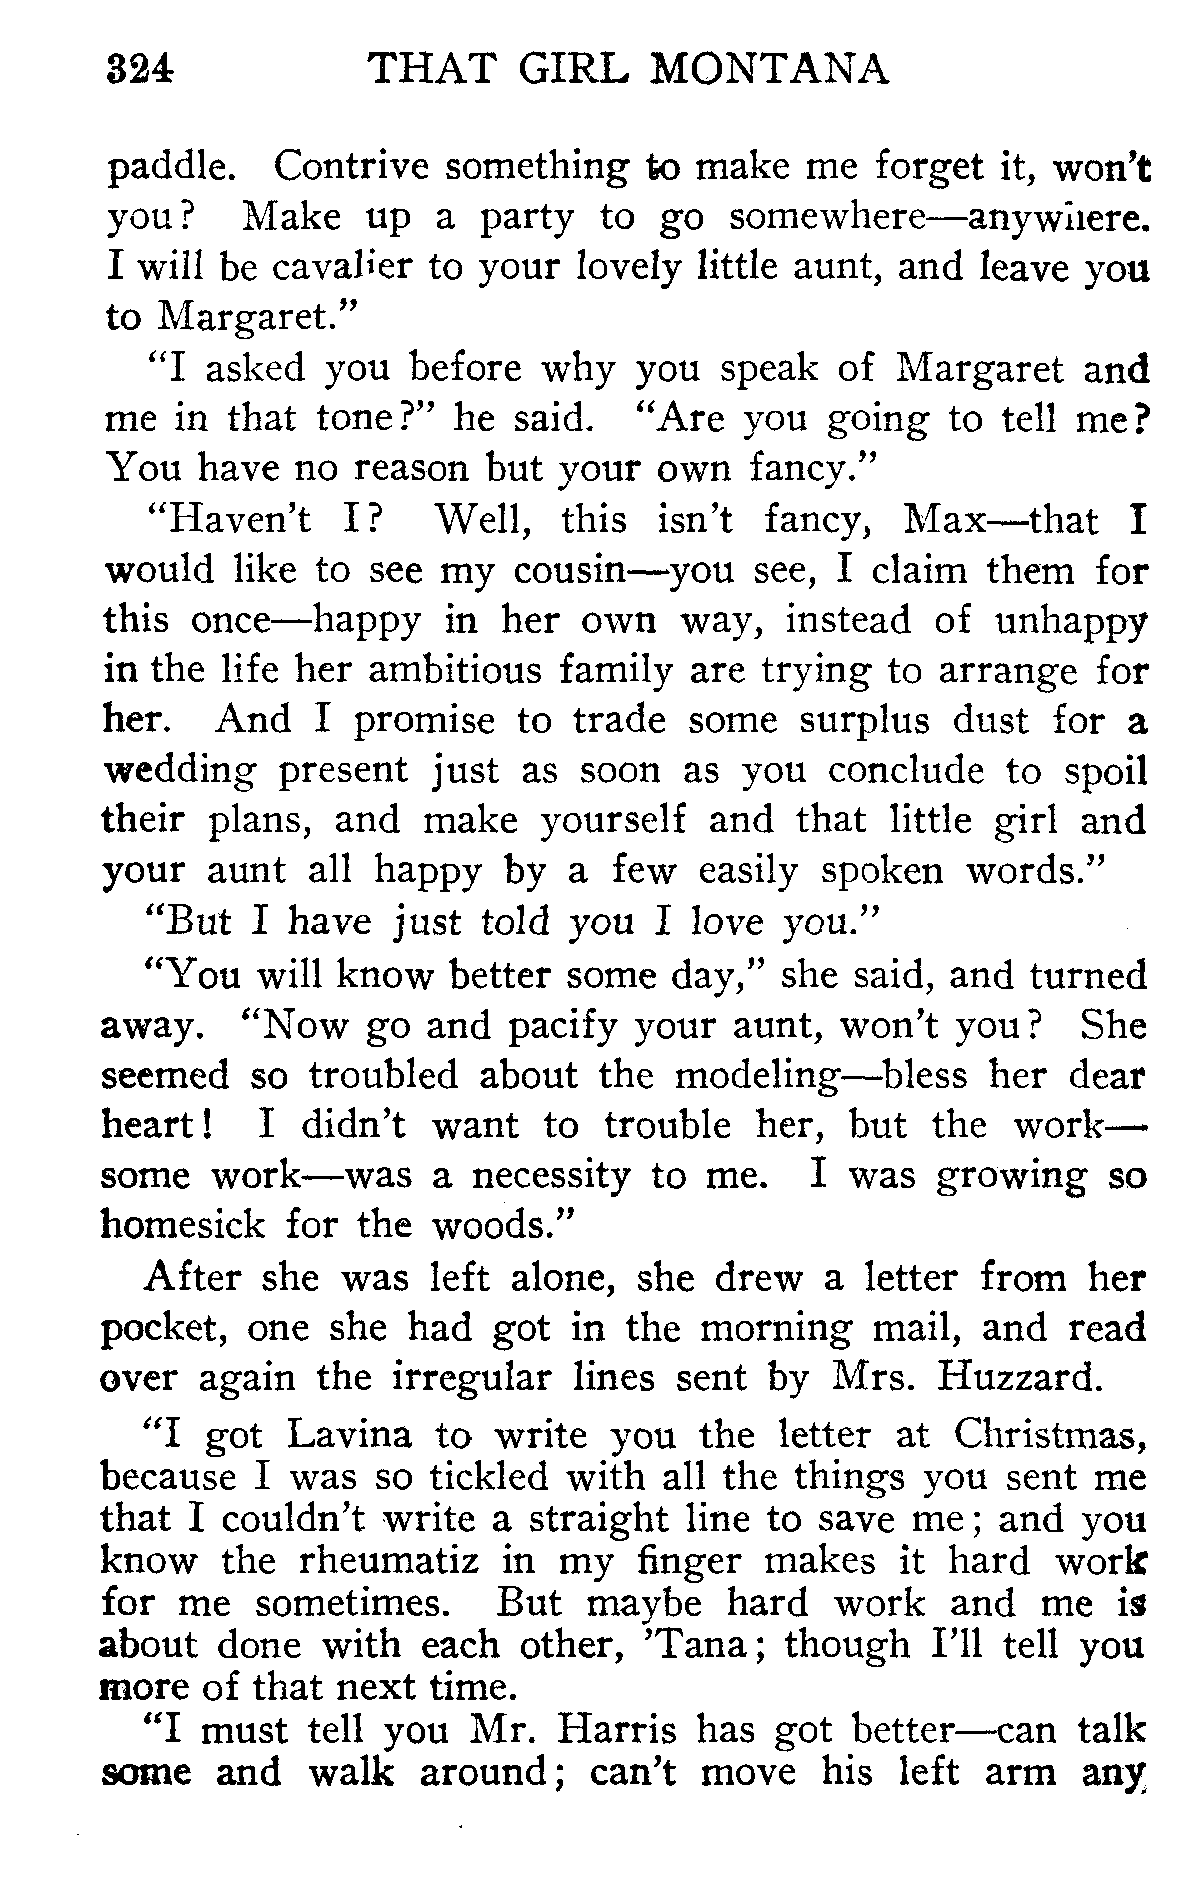 324 THAT GIRL MONTANA
paddle. Contrive something to make me forget it, won't
you? Make up a party to go somewhere—anywhere.
I will be cavalier to your lovely little aunt, and leave you
to Margaret."
"I asked you before why you speak of Margaret and
me in that tone?" he said. "Are you going to tell me?
You have no reason but your own fancy."
"Haven't I? Well, this isn't fancy, Max—that I
would like to see my cousin—you see, I claim them for
this once—happy in her own way, instead of unhappy
in the life her ambitious family are trying to arrange for
her. And I promise to trade some surplus dust for a
wedding present just as soon as you conclude to spoil
their plans, and make yourself and that little girl and
your aunt all happy by a few easily spoken words."
"But I have just told you I love you."
"You will know better some day," she said, and turned
away. "Now go and pacify your aunt, won't you? She
seemed so troubled about the modeling—bless her dear
heart! I didn't want to trouble her, but the work—
some work—was a necessity to me. I was growing so
homesick for the woods."
After she was left alone, she drew a letter from her
pocket, one she had got in the morning mail, and read
over again the irregular lines sent by Mrs. Huzzard.
"I got Lavina to write you the letter at Christmas,
because I was so tickled with all the things you sent me
that I couldn't write a straight line to save me; and you
know the rheumatiz in my finger makes it hard work
for me sometimes. But maybe hard work and me is
about done with each other, 'Tana; though I'll tell you
more of that next time.
"I must tell you Mr. Harris has got better—can talk
some and walk around; can't move his left arm any